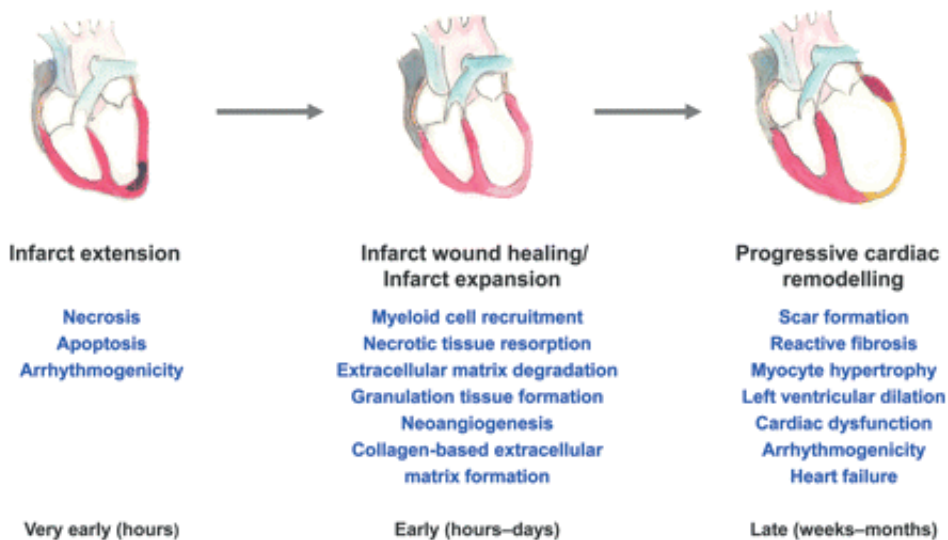 Infarct extension
Necrosis
Apoptosis
Arrhythmogenicity
Very early (hours)
Infarct wound healing/
Infarct expansion
Myeloid cell recruitment
Necrotic tissue resorption
Extracellular matrix degradation
Granulation tissue formation
Neoangiogenesis
Collagen-based extracellular
matrix formation
Early (hours–days)
Progressive cardiac
remodelling
Scar formation
Reactive fibrosis
Myocyte hypertrophy
Left ventricular dilation
Cardiac dysfunction
Arrhythmogenicity
Heart failure
Late (weeks–months)